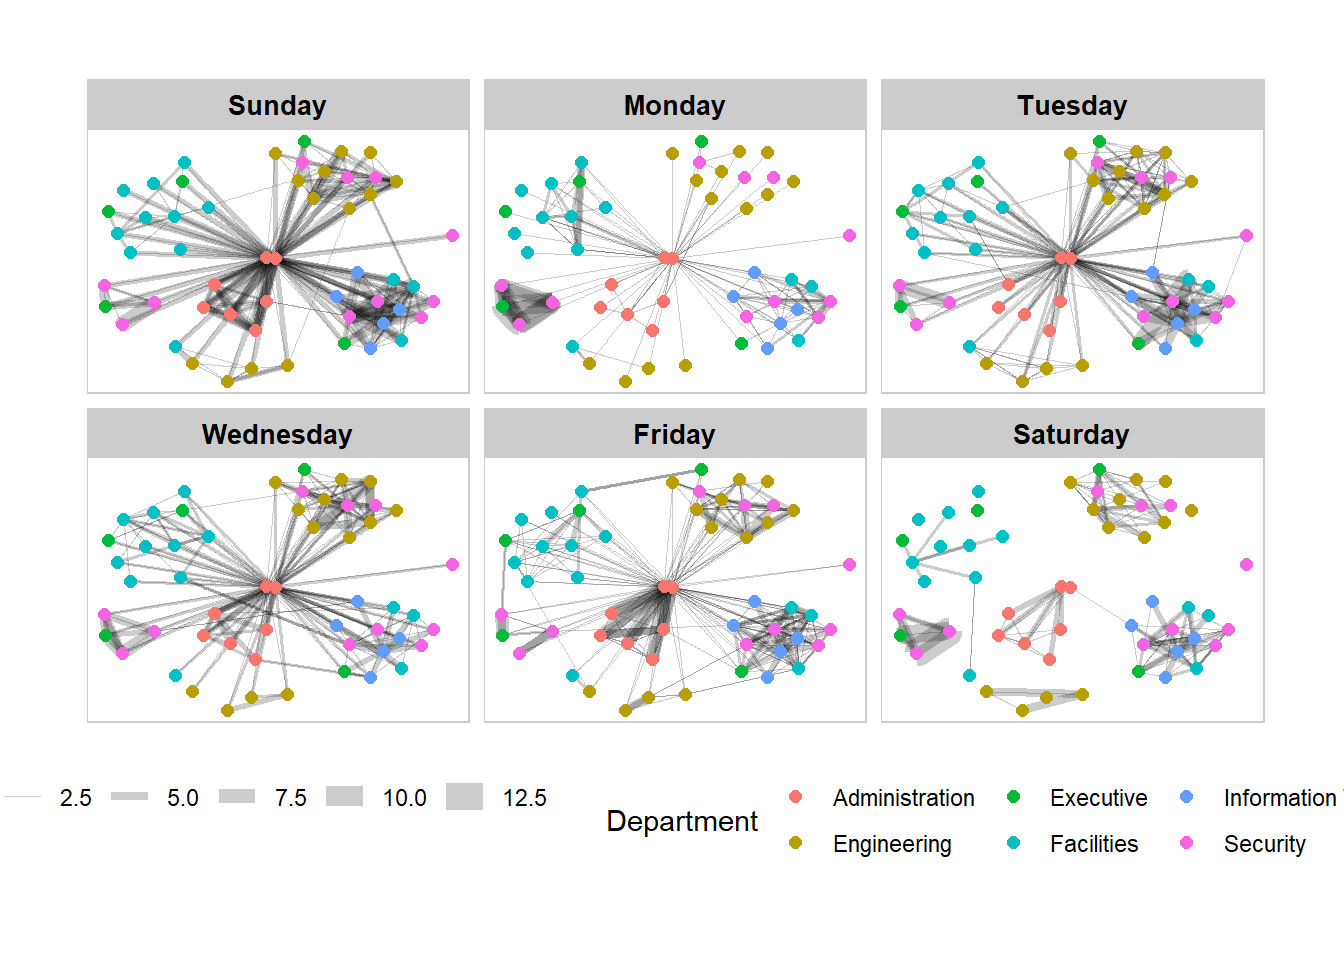 Sunday
Monday
Tuesday
Wednesday
Friday
Saturday
2.5 5.0 7.5 10.0 12.5
Department
Administration Executive Information
Engineering Facilities Security